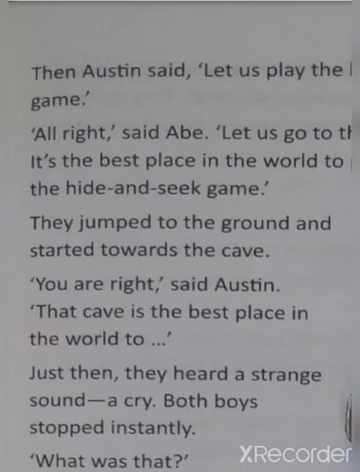 Then Austin said, ‘Let us play the
game.’
‘All right,’ said Abe. ‘Let us go to
It’s the best place in the world to
the hide-and-seek game.’
They jumped to the ground and
started towards the cave.
‘You are right,’ said Austin.
‘That cave is the best place in
the world to ...’
Just then, they heard a strange
sound—a cry. Both boys
stopped instantly.
‘What was that?’
XRecorder